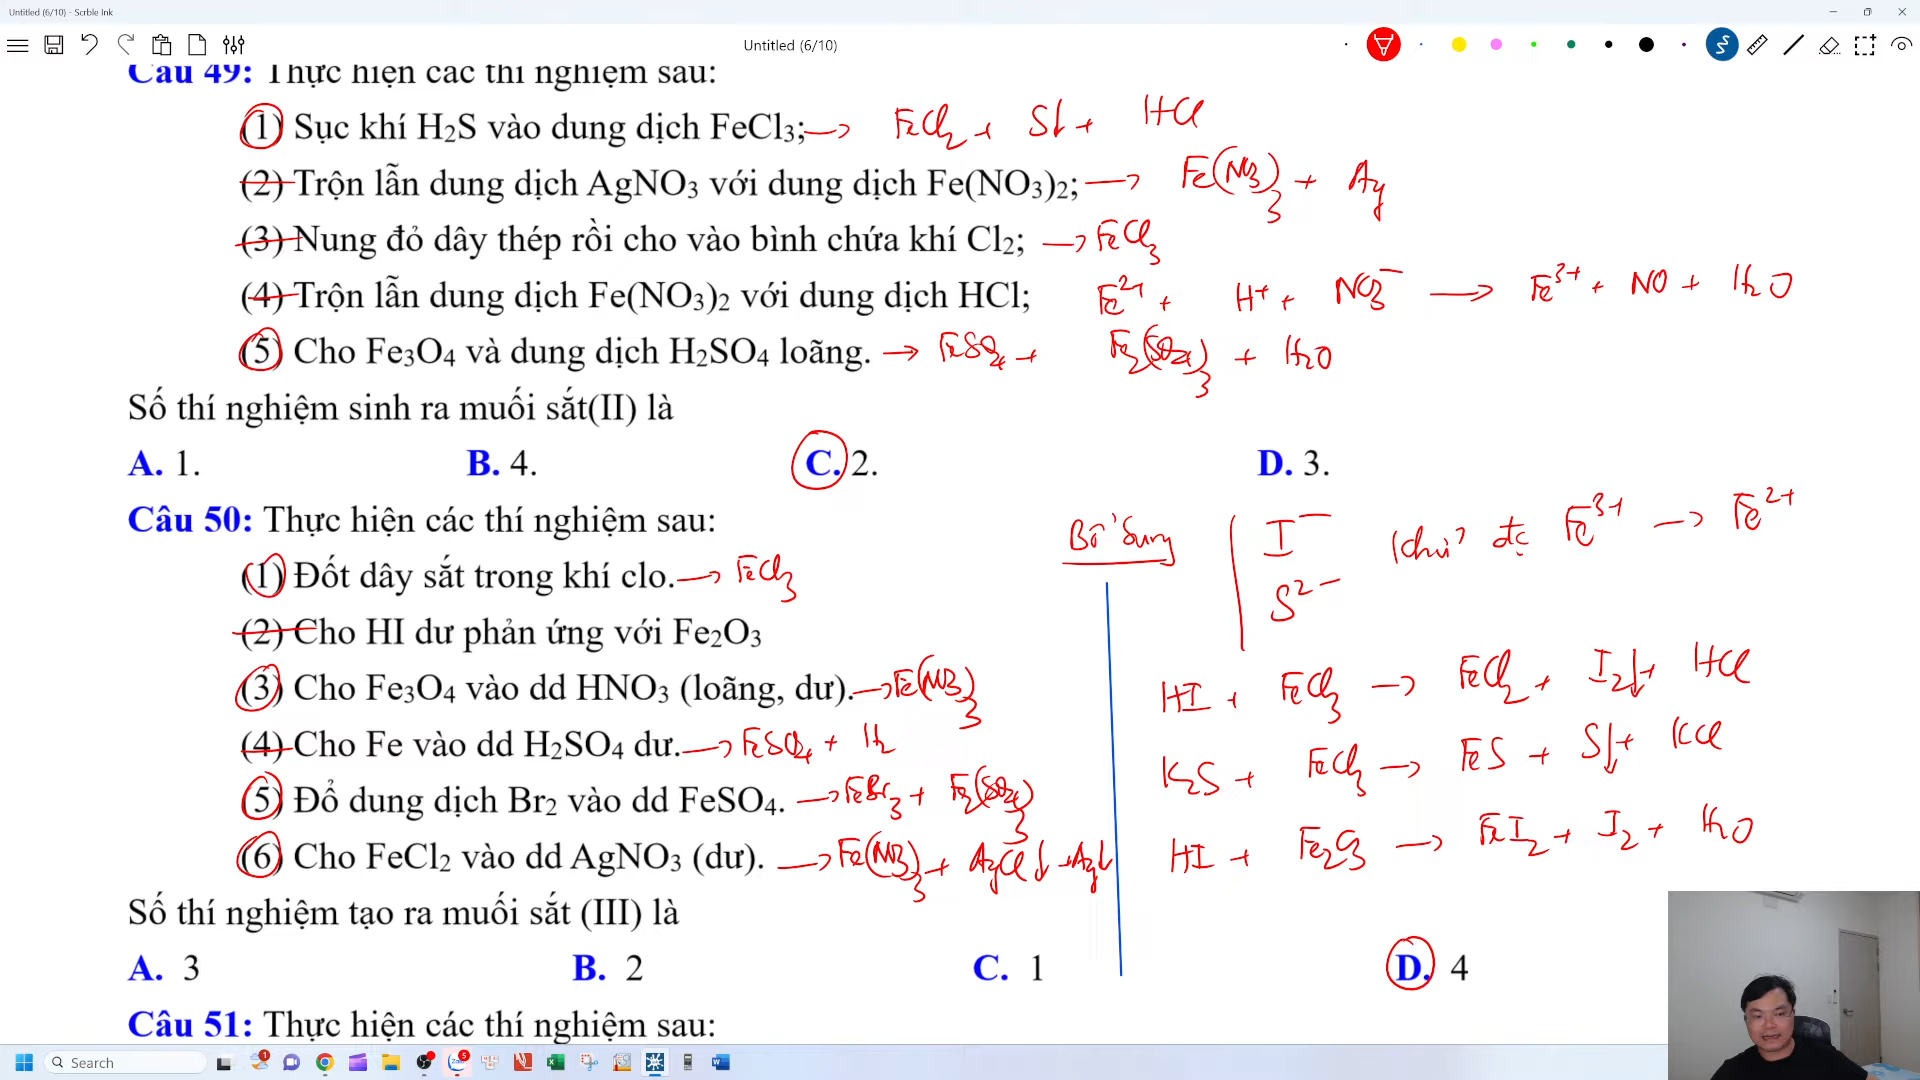 Untitled (6/10) - Scrble Ink
Untitled (6/10)
Câu 49: Thực hiện các thí nghiệm sau:
(1) Sục khí H₂S vào dung dịch FeCl₃; → FeCl₂ + S↓ + HCl
(2) Trộn lẫn dung dịch AgNO₃ với dung dịch Fe(NO₃)₂; → Fe(NO₃)₃ + Ag
(3) Nung đỏ dây thép rồi cho vào bình chứa khí Cl₂; → FeCl₃
(4) Trộn lẫn dung dịch Fe(NO₃)₂ với dung dịch HCl; Fe²⁺ + H⁺ + NO₃⁻ → Fe³⁺ + NO + H₂O
(5) Cho Fe₃O₄ và dung dịch H₂SO₄ loãng. → FeSO₄ + Fe₂(SO₄)₃ + H₂O
Số thí nghiệm sinh ra muối sắt(II) là
A. 1. B. 4. C. 2. D. 3.
Câu 50: Thực hiện các thí nghiệm sau:
Bổ sung I⁻ khử đc Fe³⁺ → Fe²⁺
S²⁻
(1) Đốt dây sắt trong khí clo. → FeCl₃
(2) Cho HI dư phản ứng với Fe₂O₃
(3) Cho Fe₃O₄ vào dd HNO₃ (loãng, dư). → Fe(NO₃)₃
HI + FeCl₃ → FeCl₂ + I₂↓ + HCl
(4) Cho Fe vào dd H₂SO₄ dư. → FeSO₄ + H₂
K₂S + FeCl₃ → FeS + S↓ + KCl
(5) Đổ dung dịch Br₂ vào dd FeSO₄. → FeBr₃ + Fe₂(SO₄)₃
(6) Cho FeCl₂ vào dd AgNO₃ (dư). → Fe(NO₃)₃ + AgCl↓ + Ag↓
HI + Fe₂O₃ → FeI₂ + I₂ + H₂O
Số thí nghiệm tạo ra muối sắt (III) là
A. 3 B. 2 C. 1 D. 4
Câu 51: Thực hiện các thí nghiệm sau:
Search